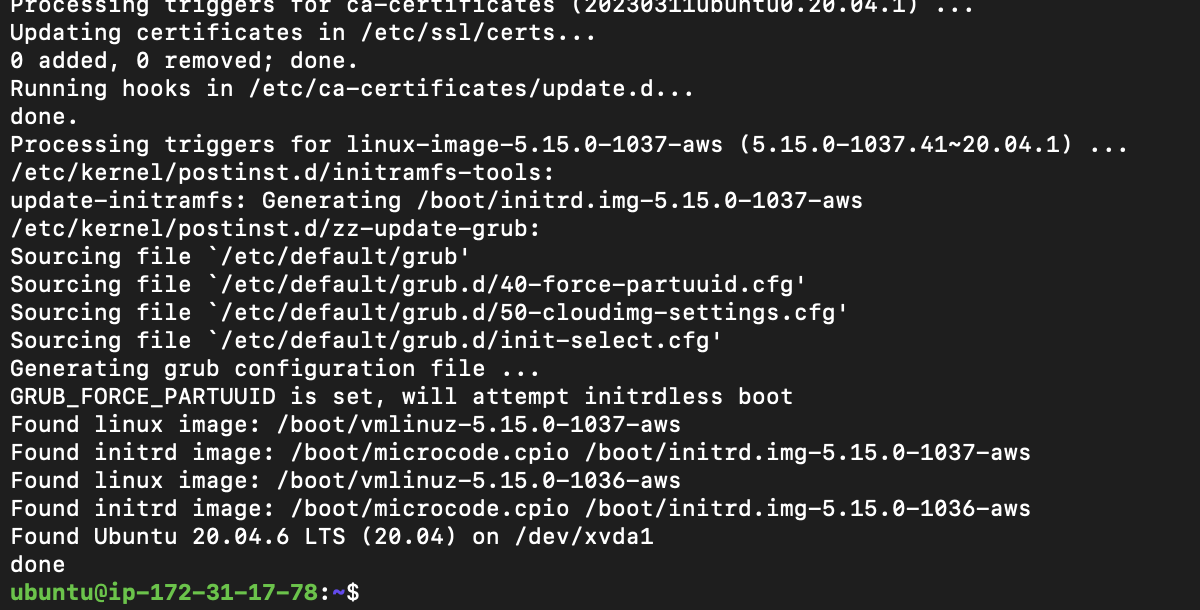 Processing triggers for ca-certificates (20230311ubuntu0.20.04.1) ...
Updating certificates in /etc/ssl/certs...
0 added, 0 removed; done.
Running hooks in /etc/ca-certificates/update.d...
done.
Processing triggers for linux-image-5.15.0-1037-aws (5.15.0-1037.41~20.04.1) ...
/etc/kernel/postinst.d/initramfs-tools:
update-initramfs: Generating /boot/initrd.img-5.15.0-1037-aws
/etc/kernel/postinst.d/zz-update-grub:
Sourcing file `/etc/default/grub'
Sourcing file `/etc/default/grub.d/40-force-partuuid.cfg'
Sourcing file `/etc/default/grub.d/50-cloudimg-settings.cfg'
Sourcing file `/etc/default/grub.d/init-select.cfg'
Generating grub configuration file ...
GRUB_FORCE_PARTUUID is set, will attempt initrdless boot
Found linux image: /boot/vmlinuz-5.15.0-1037-aws
Found initrd image: /boot/microcode.cpio /boot/initrd.img-5.15.0-1037-aws
Found linux image: /boot/vmlinuz-5.15.0-1036-aws
Found initrd image: /boot/microcode.cpio /boot/initrd.img-5.15.0-1036-aws
Found Ubuntu 20.04.6 LTS (20.04) on /dev/xvda1
done
ubuntu@ip-172-31-17-78:~$